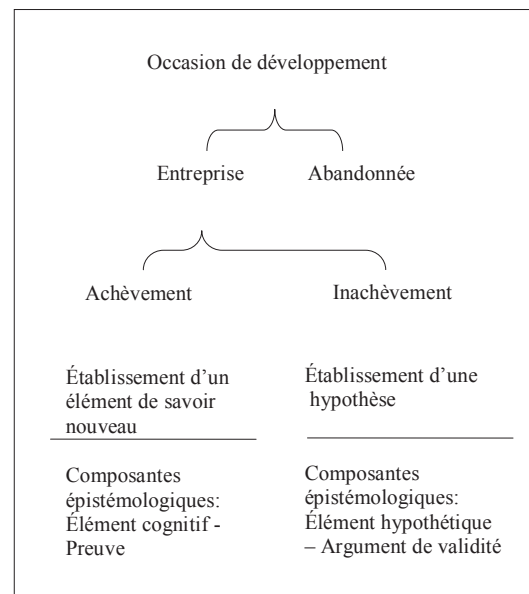 Occasion de développement
Entreprise Abandonnée
Achèvement Inachèvement
Établissement d'un
élément de savoir
nouveau
Établissement d'une
hypothèse
Composantes
épistémologiques:
Élément cognitif -
Preuve
Composantes
épistémologiques:
Élément hypothétique
– Argument de validité